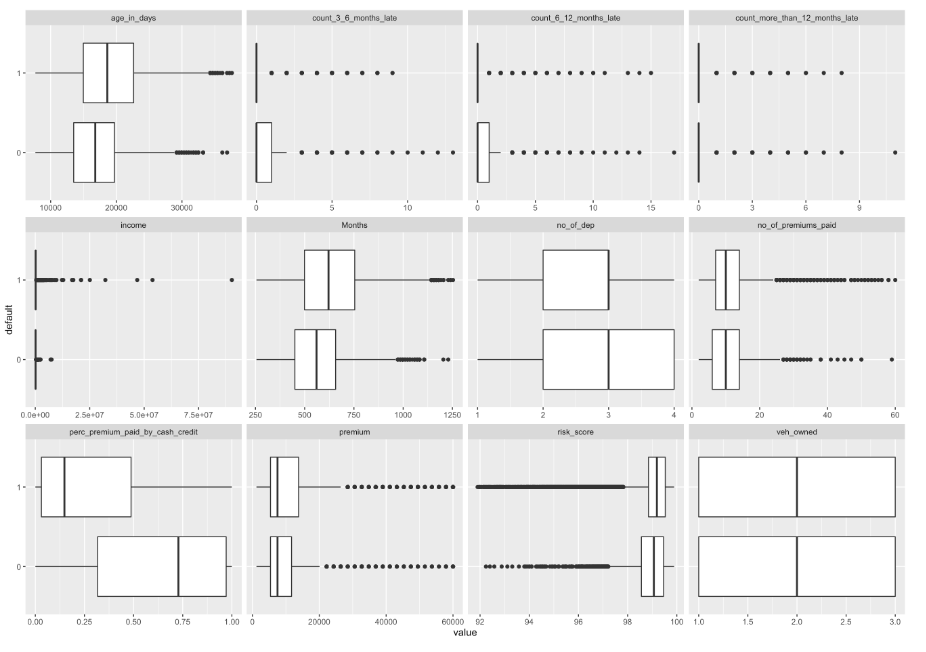 age_in_days count_3_6_months_late count_6_12_months_late count_more_than_12_months_late
1
0
10000 20000 30000 0 5 10 0 5 10 15 0 3 6 9
income Months no_of_dep no_of_premiums_paid
1
default
0
0.0e+00 2.5e+07 5.0e+07 7.5e+07 250 500 750 1000 1250 1 2 3 4 0 20 40 60
perc_premium_paid_by_cash_credit premium risk_score veh_owned
1
0
0.00 0.25 0.50 0.75 1.00 0 20000 40000 60000 92 94 96 98 100 1.0 1.5 2.0 2.5 3.0
value